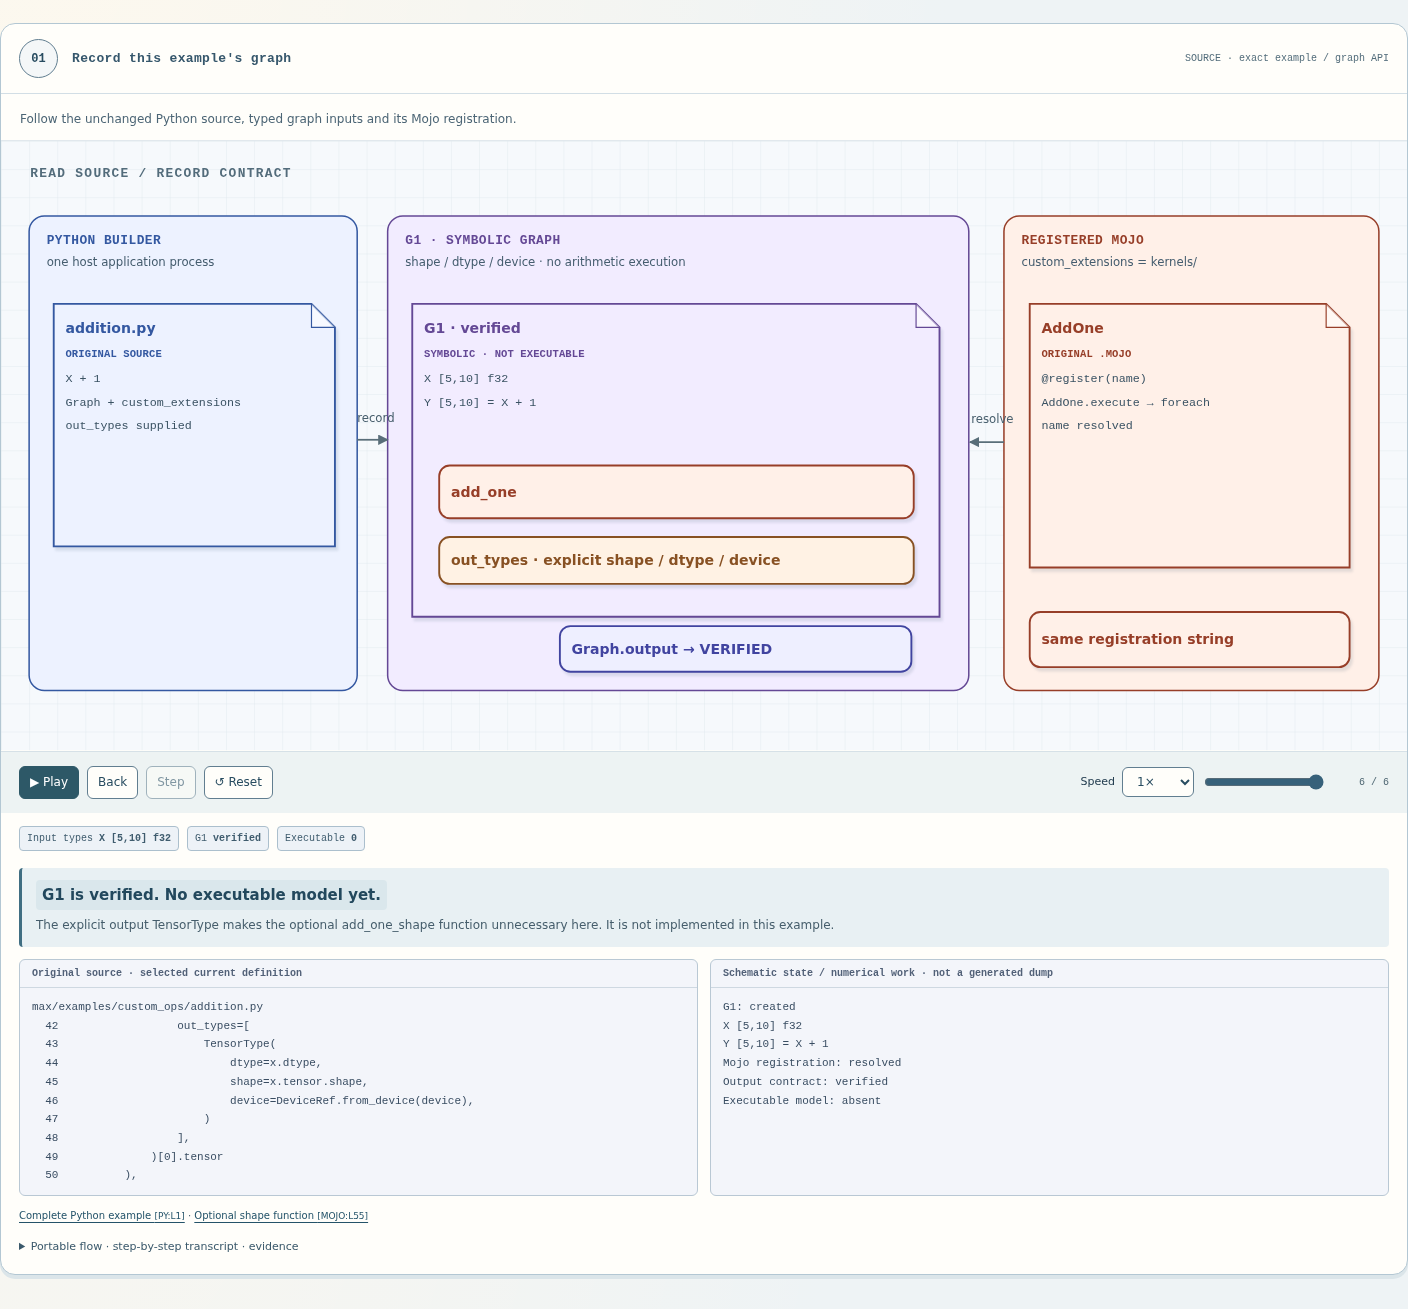 01
Record this example's graph
SOURCE · exact example / graph API
Follow the unchanged Python source, typed graph inputs and its Mojo registration.
READ SOURCE / RECORD CONTRACT
PYTHON BUILDER
one host application process
addition.py
ORIGINAL SOURCE
X + 1
Graph + custom_extensions
out_types supplied
record
G1 · SYMBOLIC GRAPH
shape / dtype / device · no arithmetic execution
G1 · verified
SYMBOLIC · NOT EXECUTABLE
X [5,10] f32
Y [5,10] = X + 1
add_one
out_types · explicit shape / dtype / device
Graph.output → VERIFIED
resolve
REGISTERED MOJO
custom_extensions = kernels/
AddOne
ORIGINAL .MOJO
@register(name)
AddOne.execute → foreach
name resolved
same registration string
▶ Play
Back
Step
↺ Reset
Speed
1×
6 / 6
Input types X [5,10] f32
G1 verified
Executable 0
G1 is verified. No executable model yet.
The explicit output TensorType makes the optional add_one_shape function unnecessary here. It is not implemented in this example.
Original source · selected current definition
max/examples/custom_ops/addition.py
42                  out_types=[
43                      TensorType(
44                          dtype=x.dtype,
45                          shape=x.tensor.shape,
46                          device=DeviceRef.from_device(device),
47                      )
48                  ],
49              )[0].tensor
50          ),
Schematic state / numerical work · not a generated dump
G1: created
X [5,10] f32
Y [5,10] = X + 1
Mojo registration: resolved
Output contract: verified
Executable model: absent
Complete Python example [PY:L1] · Optional shape function [MOJO:L55]
▶ Portable flow · step-by-step transcript · evidence